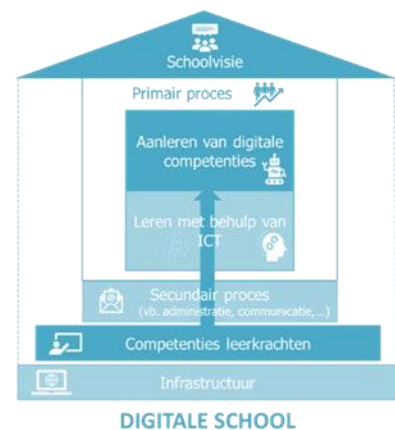 Schoolvisie
Primair proces
Aanleren van digitale
competenties
Leren met behulp van
ICT
Secundair proces
(vb. administratie, communicatie,...)
Competenties leerkrachten
Infrastructuur
DIGITALE SCHOOL